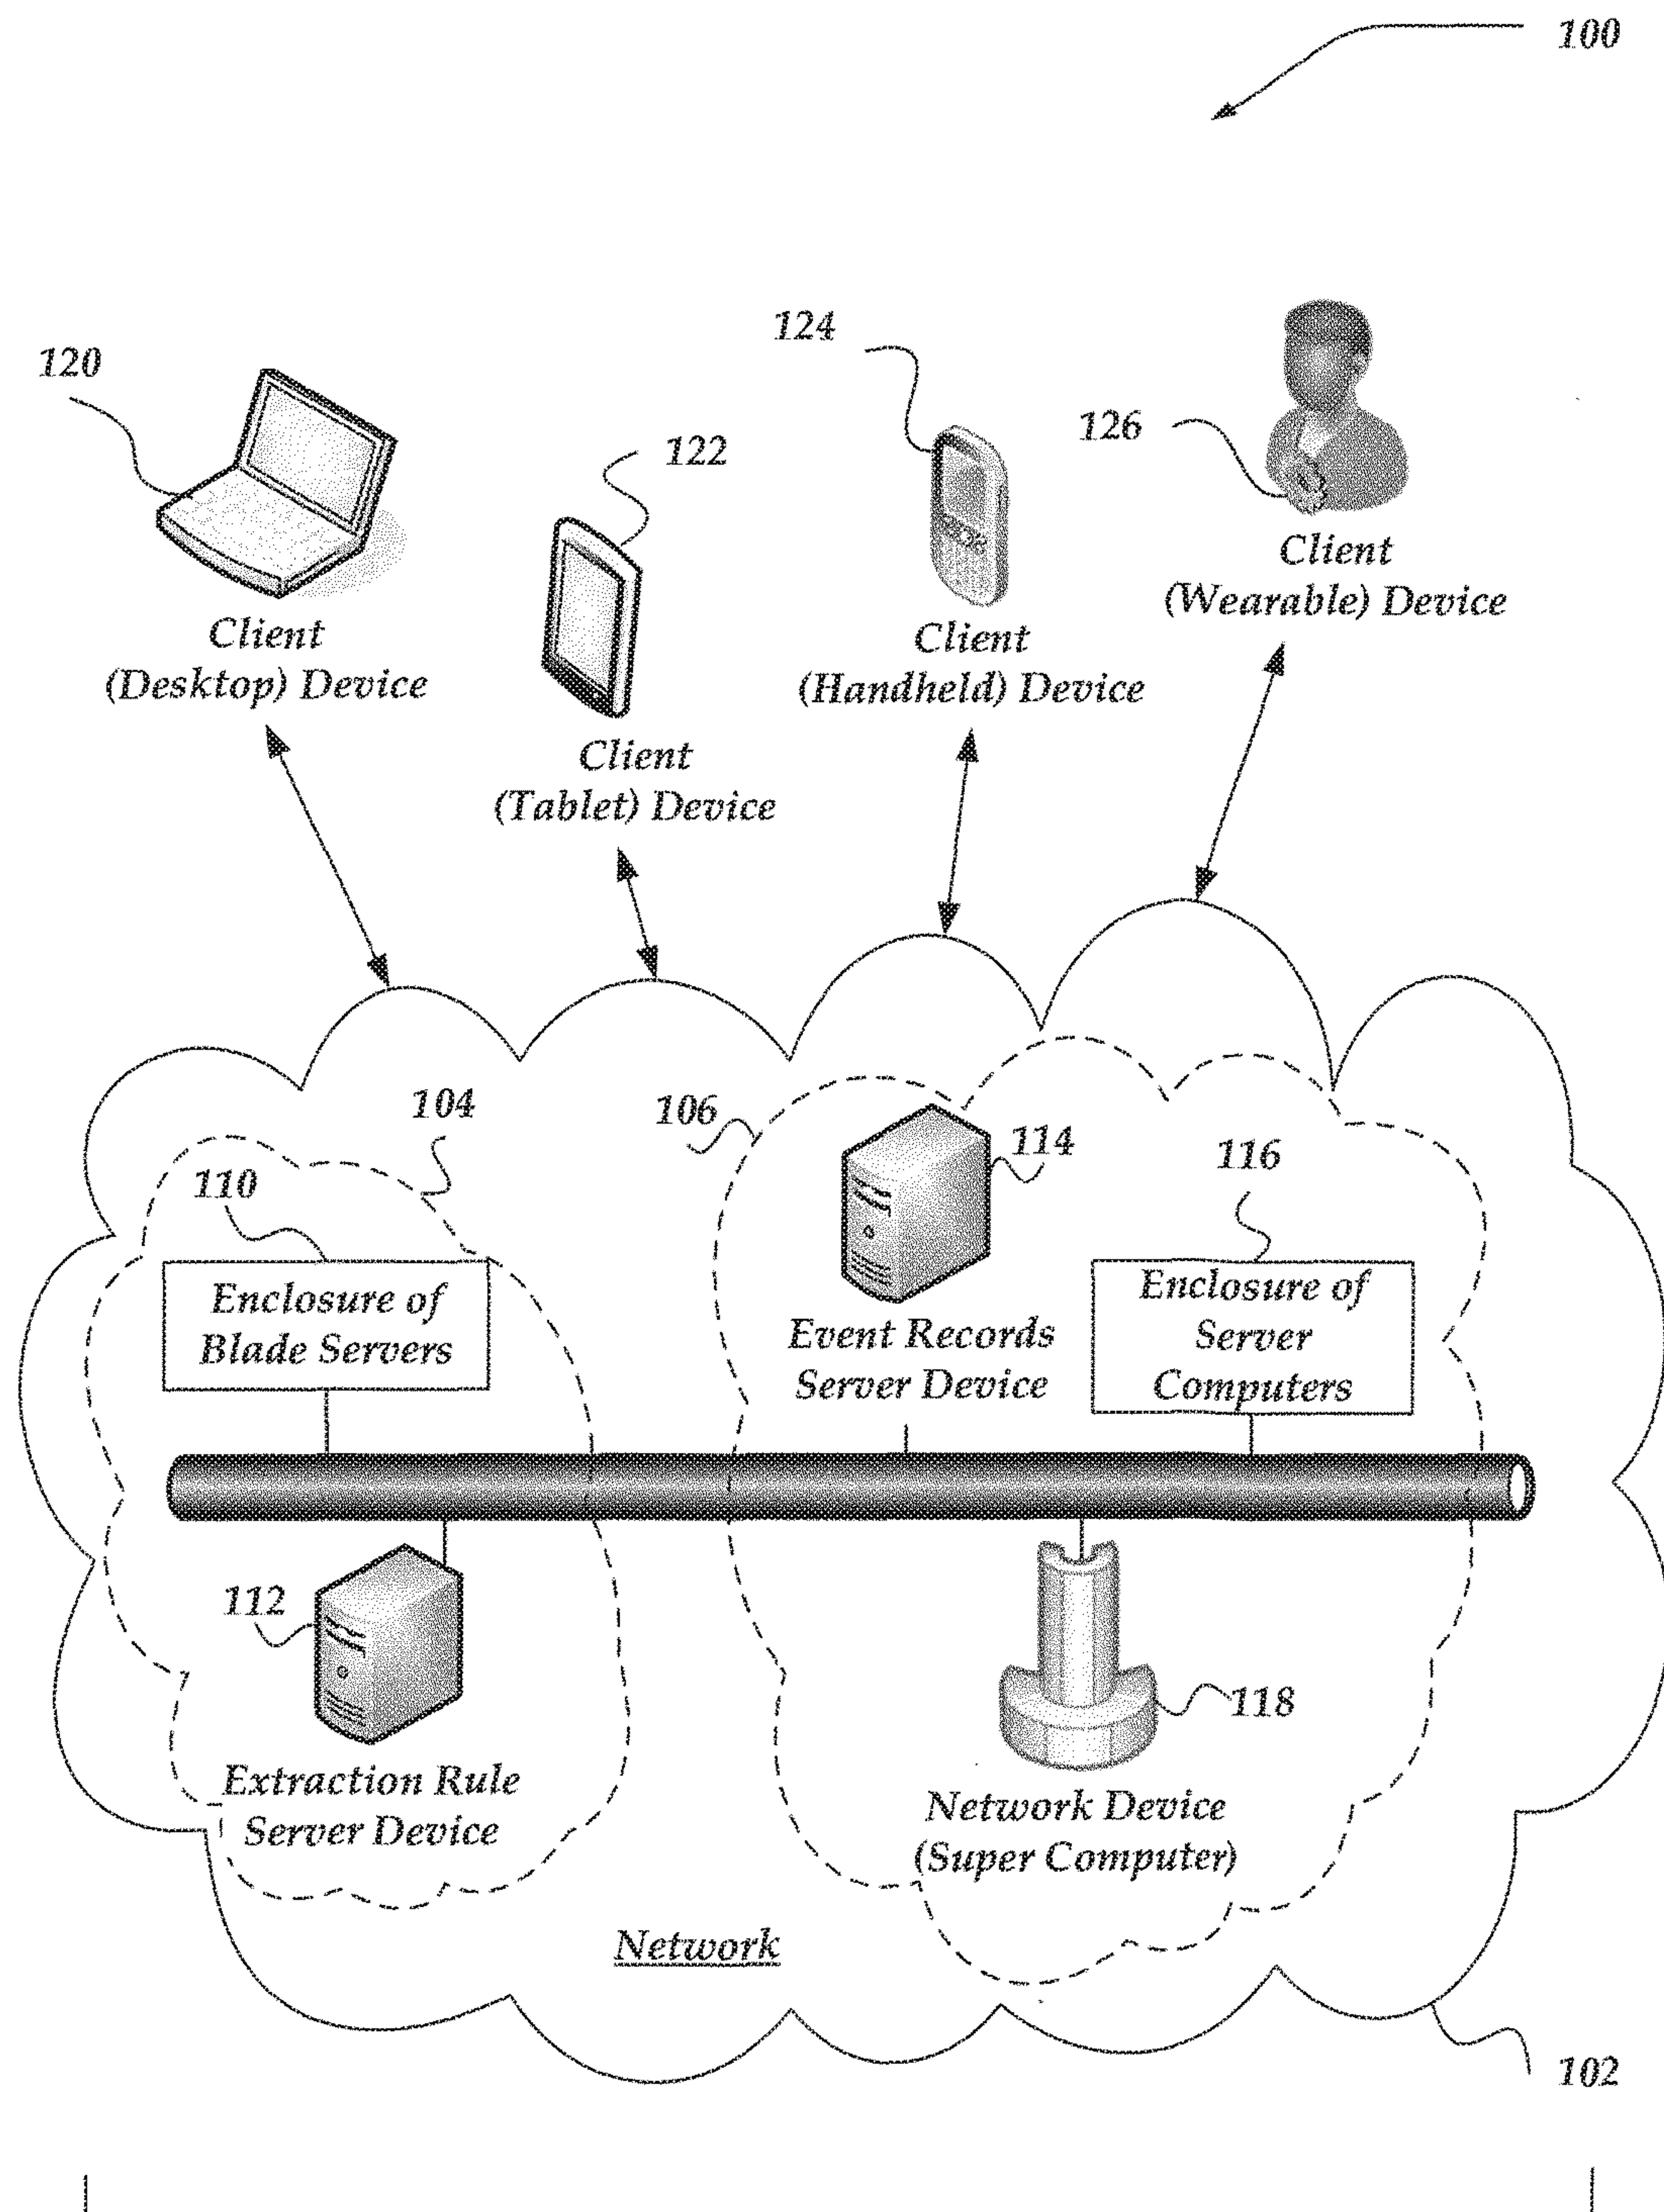 100
120
122
124
126
Client
(Desktop) Device
Client
(Tablet) Device
Client
(Handheld) Device
Client
(Wearable) Device
104
106
110
114
116
Enclosure of
Blade Servers
Event Records
Server Device
Enclosure of
Server
Computers
112
118
Extraction Rule
Server Device
Network Device
(Super Computer)
Network
102